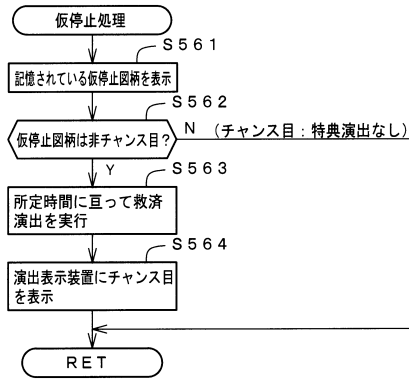 仮停止処理
S561
記憶されている仮停止図柄を表示
S562
仮停止図柄は非チャンス目?
N (チャンス目:特典演出なし)
Y
S563
所定時間に亘って救済
演出を実行
S564
演出表示装置にチャンス目
を表示
RET